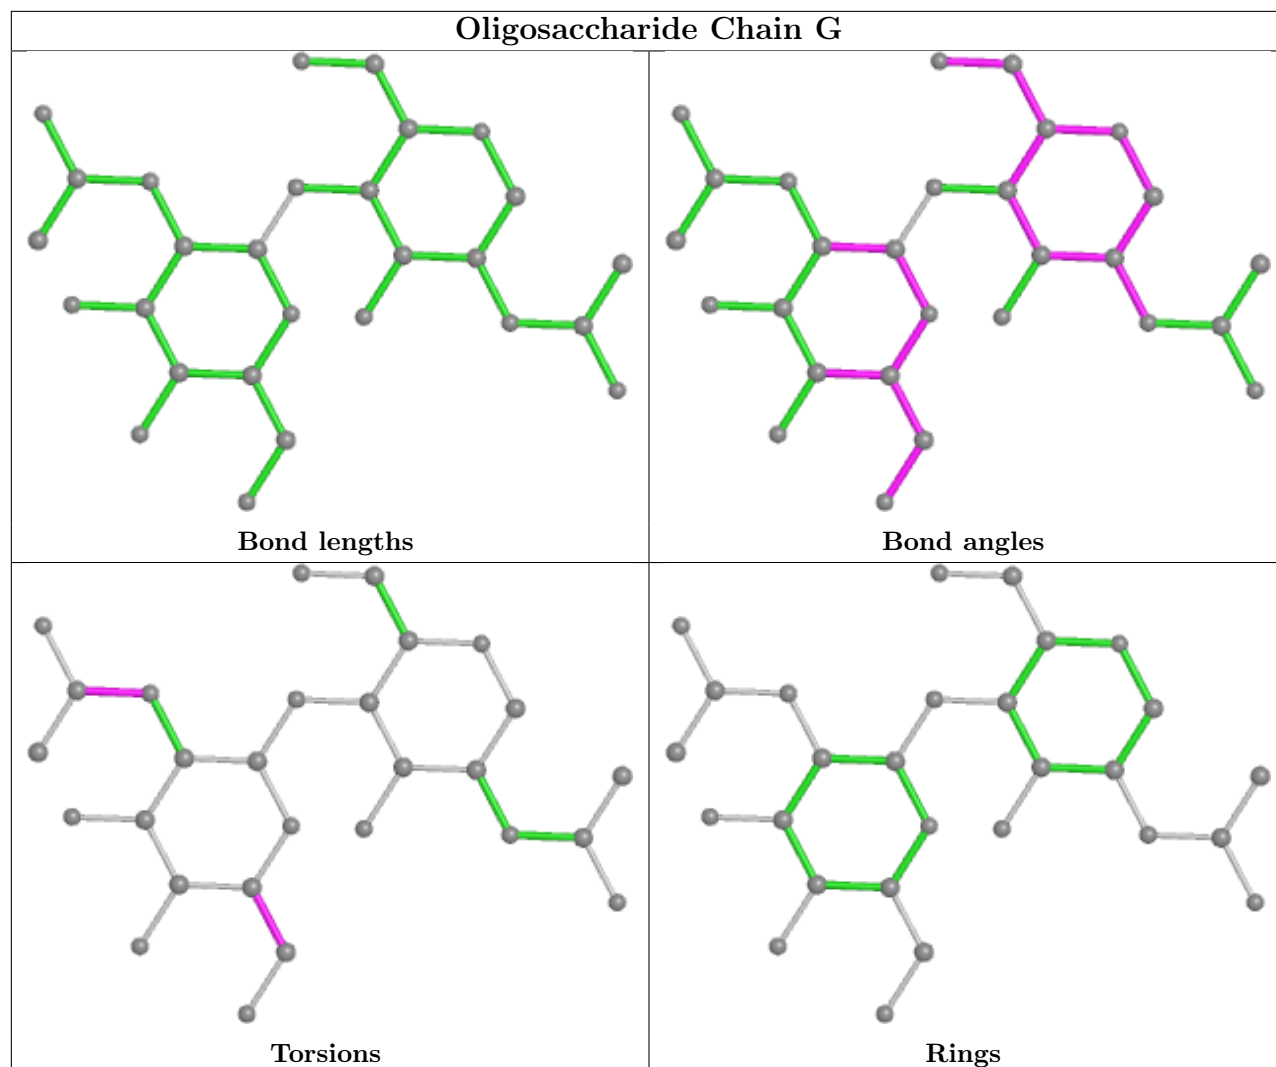 Oligosaccharide Chain G
Bond lengths
Bond angles
Torsions
Rings